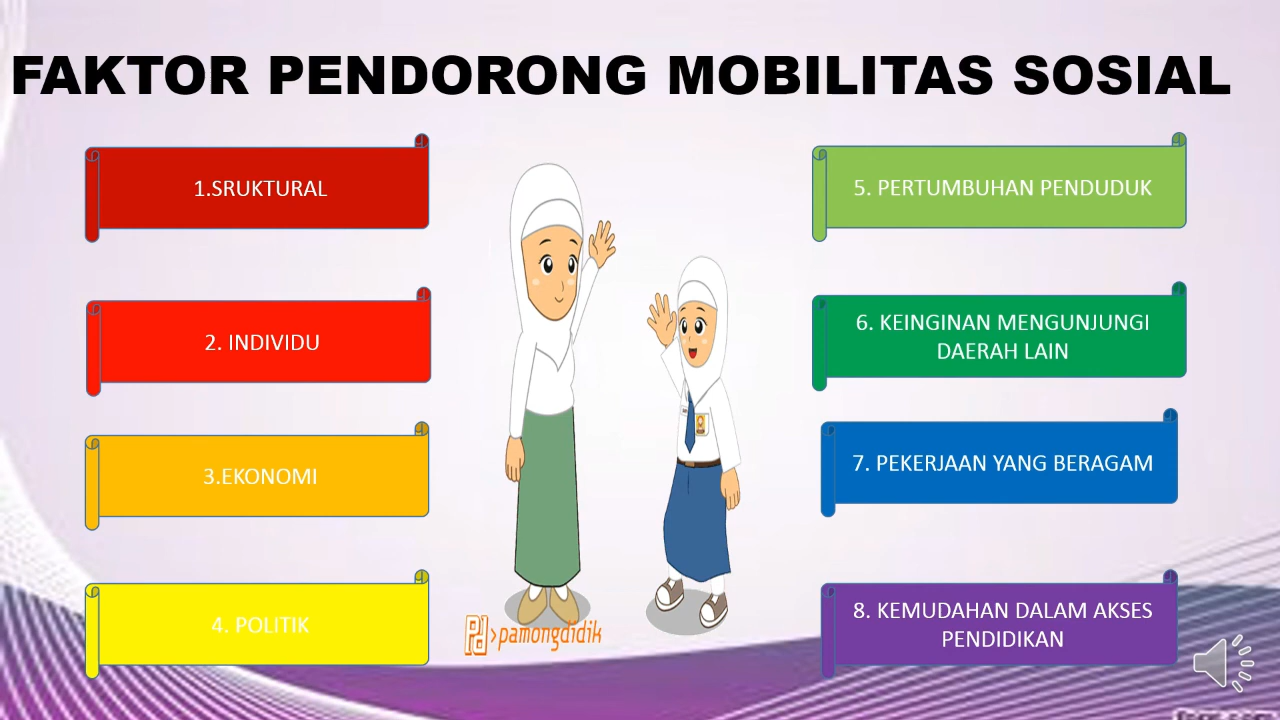 FAKTOR PENDORONG MOBILITAS SOSIAL
1.SRUKTURAL
2. INDIVIDU
3.EKONOMI
4. POLITIK
5. PERTUMBUHAN PENDUDUK
6. KEINGINAN MENGUNJUNGI
DAERAH LAIN
7. PEKERJAAN YANG BERAGAM
8. KEMUDAHAN DALAM AKSES
PENDIDIKAN
Pd>pamongdidik